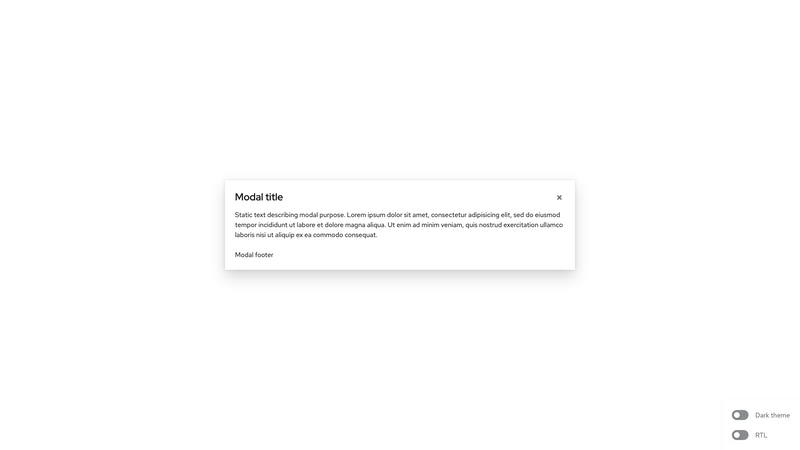 Modal title
Static text describing modal purpose. Lorem ipsum dolor sit amet, consectetur adipisicing elit, sed do eiusmod
tempor incididunt ut labore et dolore magna aliqua. Ut enim ad minim veniam, quis nostrud exercitation ullamco
laboris nisi ut aliquip ex ea commodo consequat.
Modal footer
Dark theme
RTL